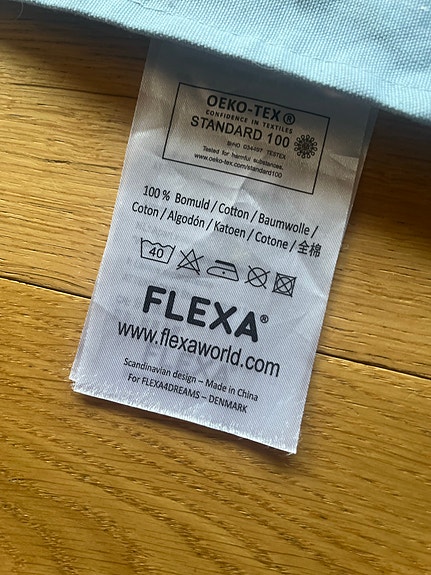 OEKO-TEX®
CONFIDENCE IN TEXTILES
STANDARD 100
TESTEX
Tested for harmful substances.
www.oeko-tex.com/standard100
100% Bomuld / Cotton / Baumwolle /
Coton / Algodón / Katoen / Cotone / 全棉
40
FLEXA®
www.flexaworld.com
Scandinavian design – Made in China
For FLEXA4DREAMS – DENMARK